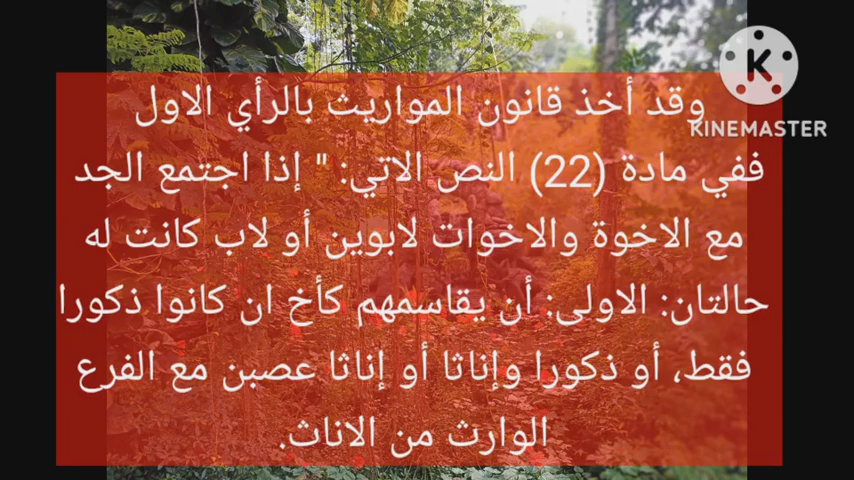 وقد أخذ قانون المواريث بالرأي الاول
ففي مادة (22) النص الاتي: " إذا اجتمع الجد
مع الاخوة والاخوات لابوين أو لاب كانت له
حالتان: الاولى: أن يقاسمهم كأخ ان كانوا ذكورا
فقط، أو ذكورا وإناثا أو إناثا عصبن مع الفرع
الوارث من الاناث.
K
KINEMASTER